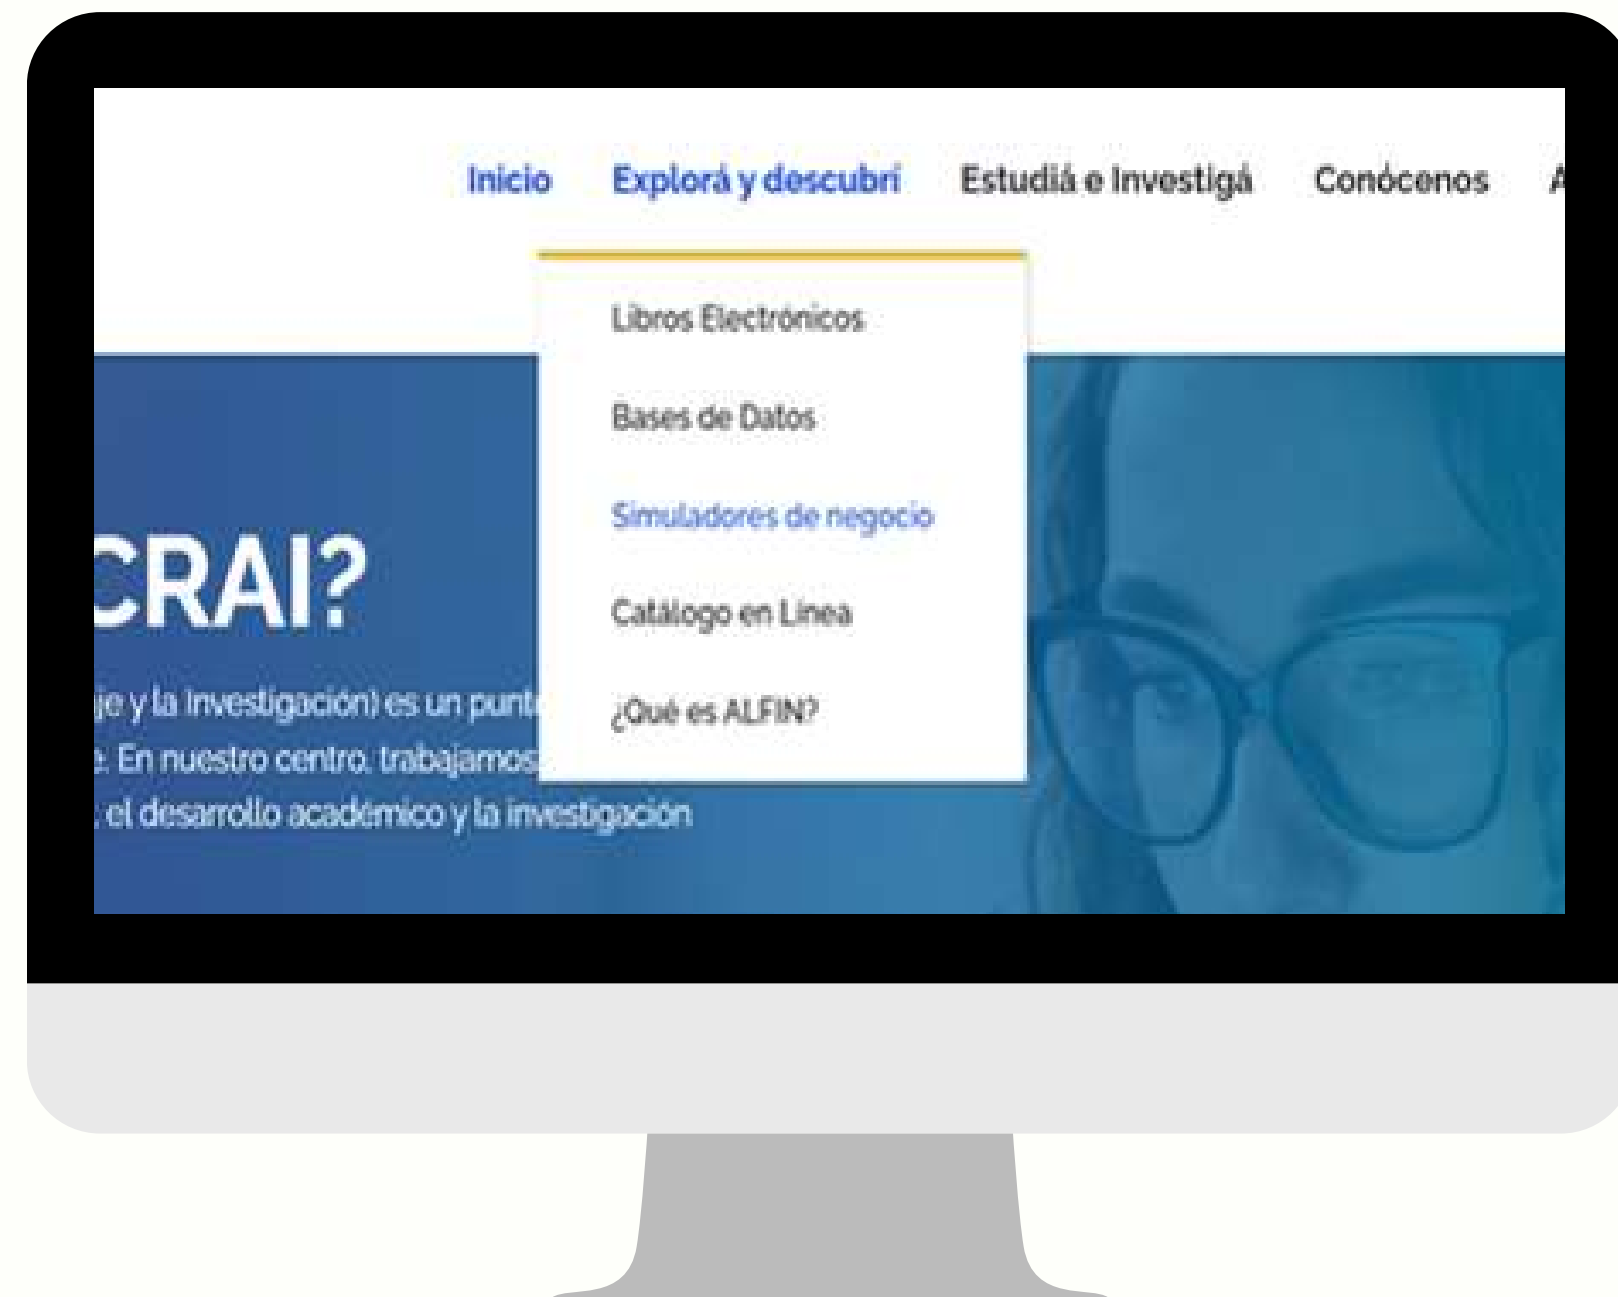 Inicio Explorá y descubrí Estudiá e Investigá Conócenos A
Libros Electrónicos
Bases de Datos
Simuladores de negocio
Catálogo en Línea
¿Qué es ALFIN?
CRAI?
je y la Investigación) es un punt
e. En nuestro centro, trabajamos
: el desarrollo académico y la investigación